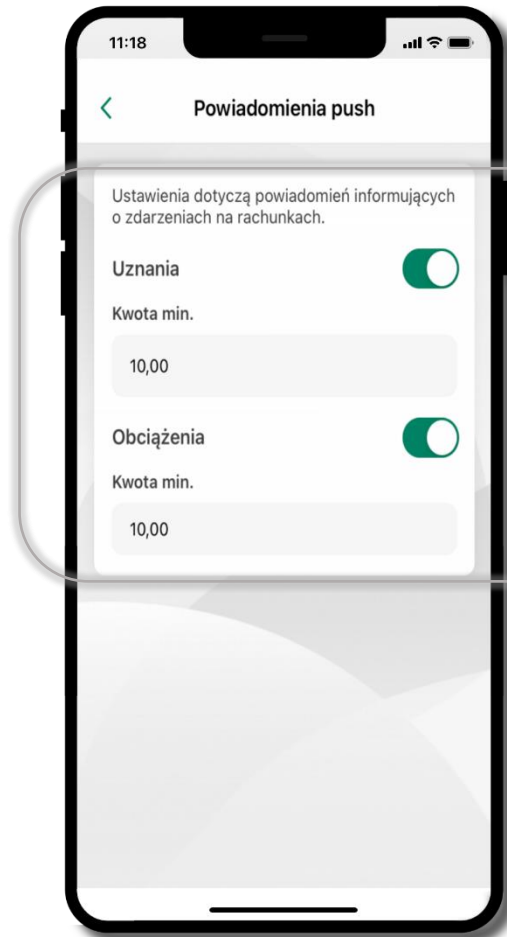 11:18
Powiadomienia push
Ustawienia dotyczą powiadomień informujących
o zdarzeniach na rachunkach.
Uznania
Kwota min.
10,00
Obciążenia
Kwota min.
10,00